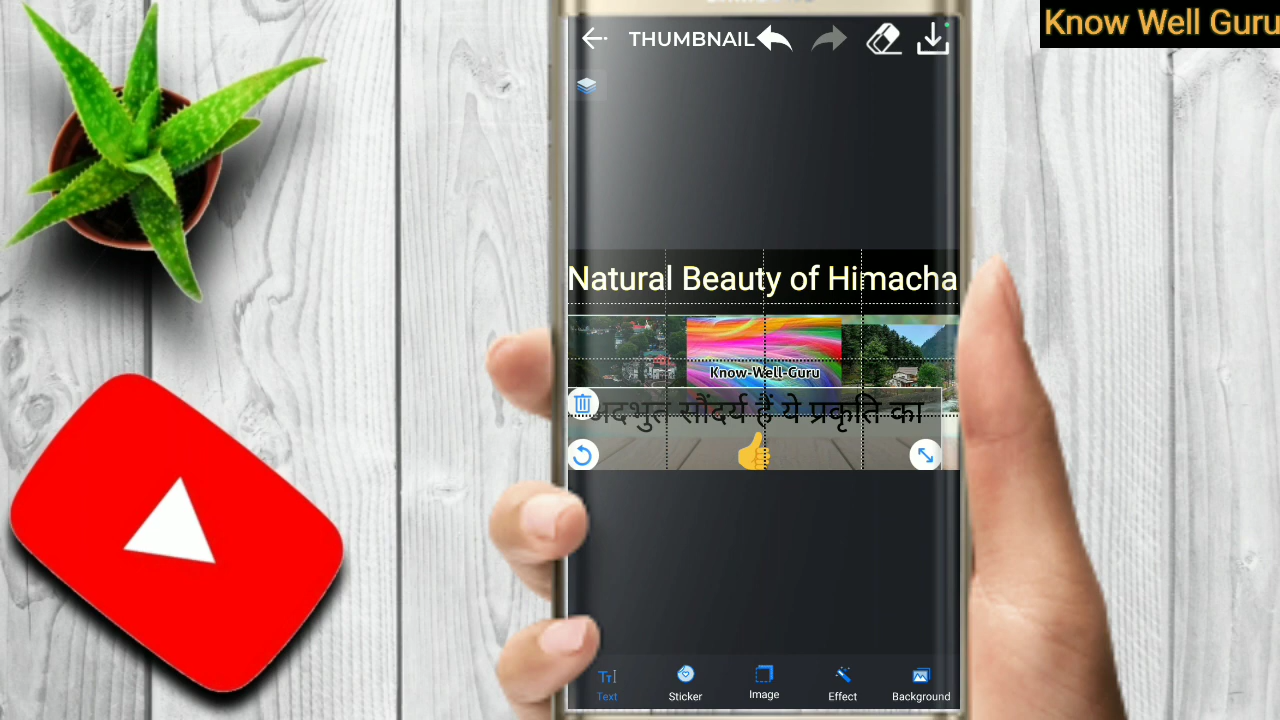 Know Well Guru
THUMBNAIL
Natural Beauty of Himacha
Know-Well-Guru
अदभुत सौंदर्य हैं ये प्रकृति का
Text
Sticker
Image
Effect
Background